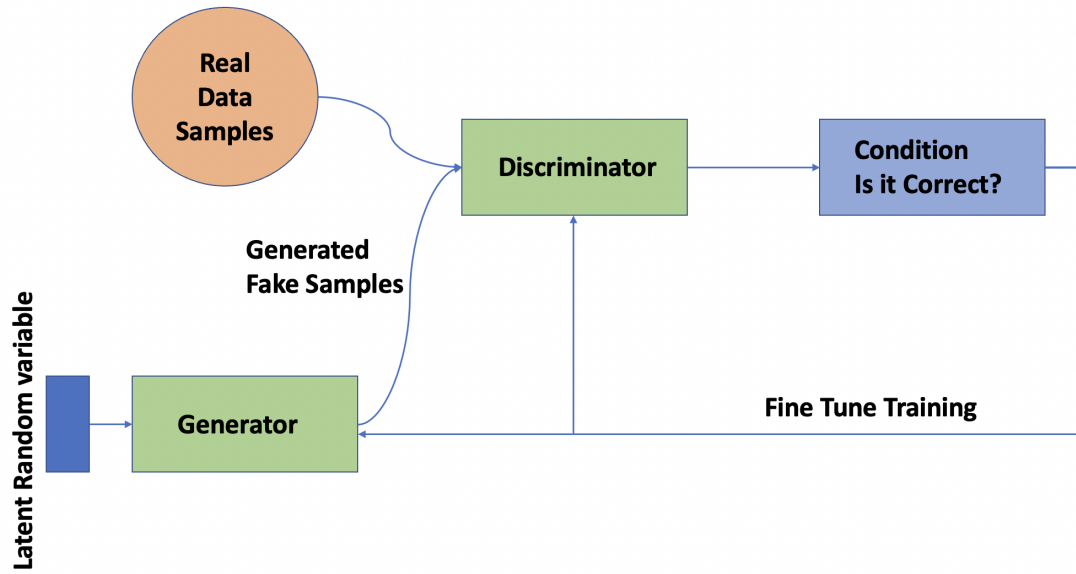 Real
Data
Samples
Discriminator
Condition
Is it Correct?
Generated
Fake Samples
Latent Random variable
Generator
Fine Tune Training